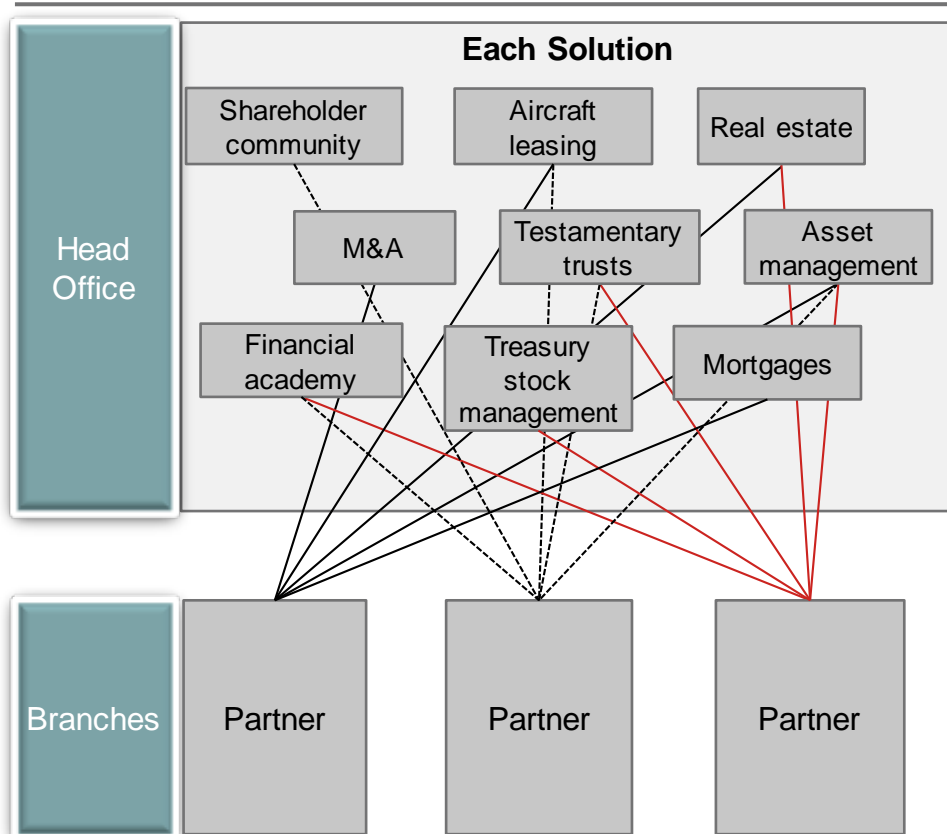 Each Solution
Shareholder
community
Aircraft
leasing
Real estate
Head
Office
M&A
Testamentary
trusts
Asset
management
Financial
academy
Treasury
stock
management
Mortgages
Branches
Partner
Partner
Partner